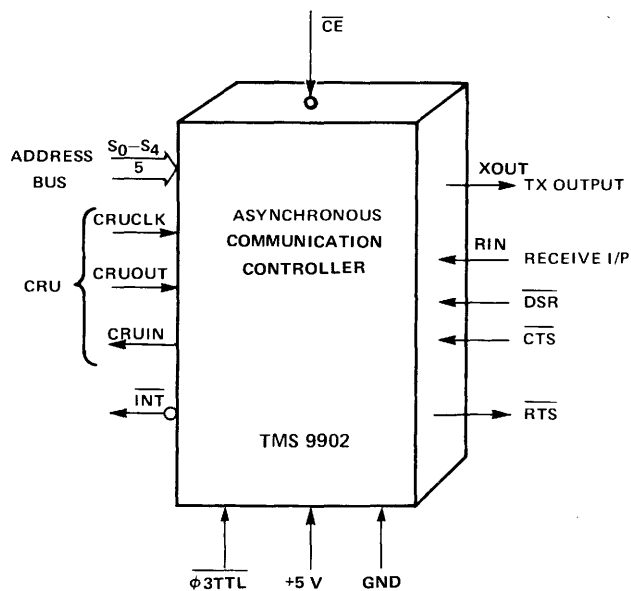 CE
S0–S4
ADDRESS
5
BUS
CRUCLK
CRUOUT
CRU
CRUIN
INT
ASYNCHRONOUS
COMMUNICATION
CONTROLLER
TMS 9902
XOUT
TX OUTPUT
RIN
RECEIVE I/P
DSR
CTS
RTS
ϕ3TTL
+5 V
GND